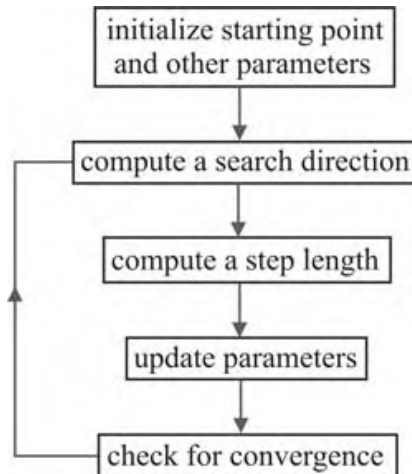 initialize starting point
and other parameters
compute a search direction
compute a step length
update parameters
check for convergence